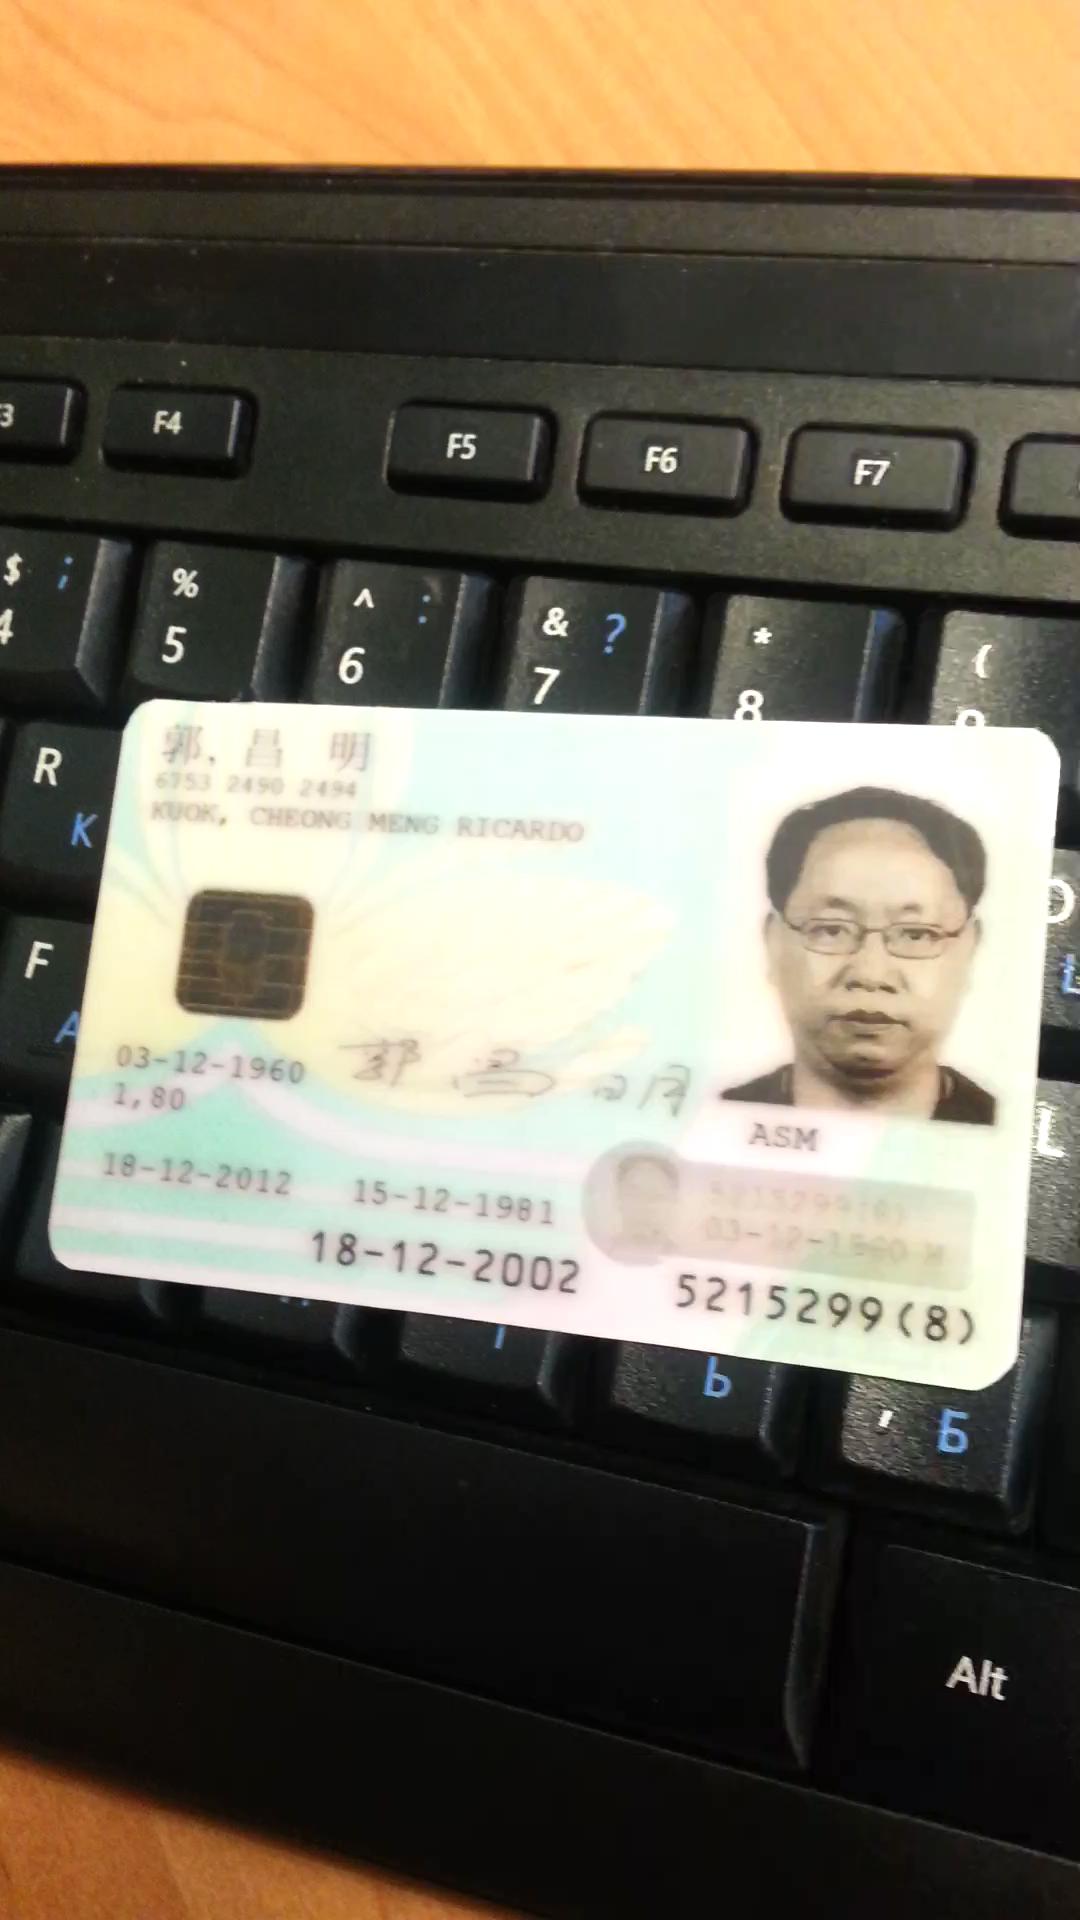 F3 F4 F5 F6 F7
$ ; % ^ : & ? * (
4 5 6 7 8 9
R K
郭, 昌 明
6753 2490 2494
KUOK, CHEONG MENG RICARDO
F A
O
L
03-12-1960
郭 昌 明
1,80
ASM
18-12-2012 15-12-1981
5215299(8)
03-12-1960 M
18-12-2002 5215299(8)
Ь , Б
Alt